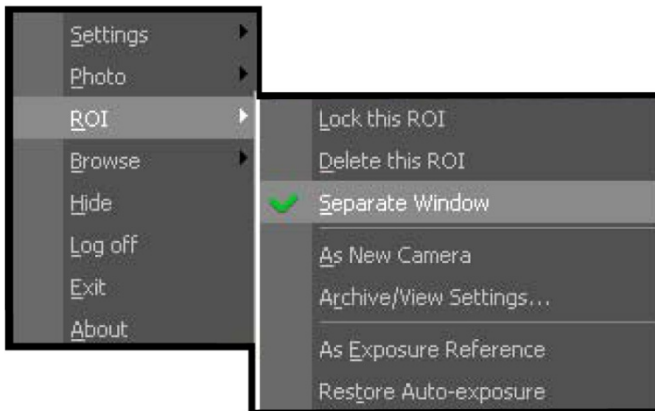 Settings
Photo
ROI
Browse
Hide
Log off
Exit
About
Lock this ROI
Delete this ROI
Separate Window
As New Camera
Archive/View Settings...
As Exposure Reference
Restore Auto-exposure